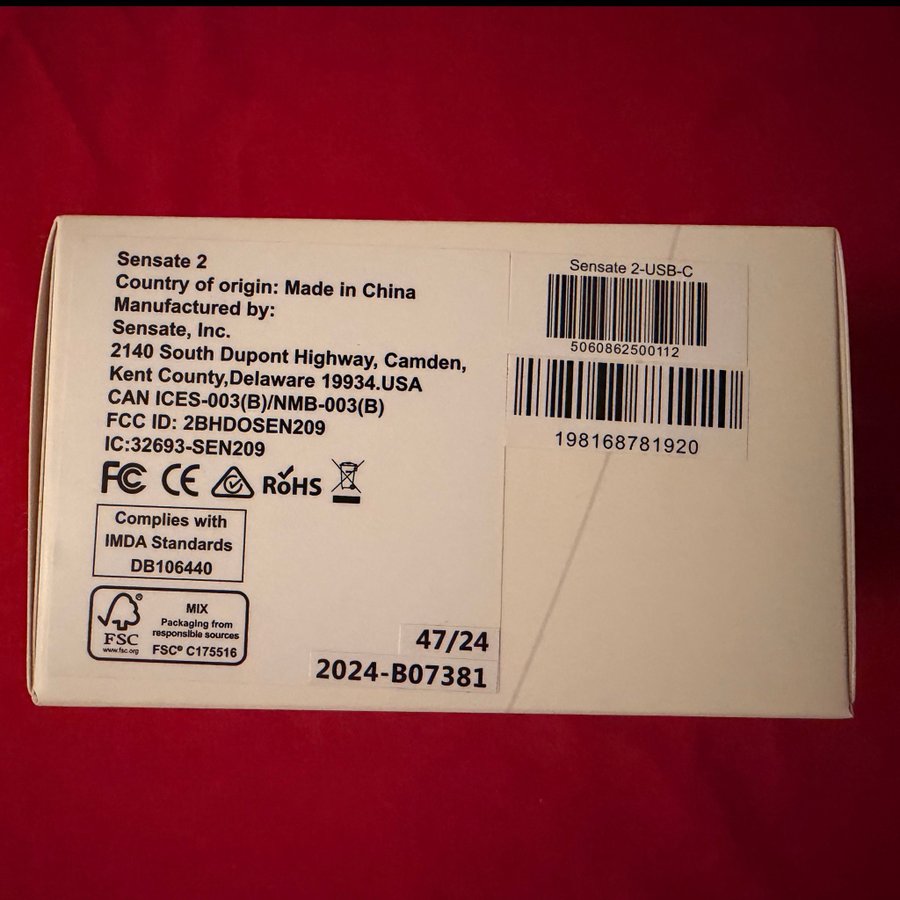 Sensate 2
Country of origin: Made in China
Manufactured by:
Sensate, Inc.
2140 South Dupont Highway, Camden,
Kent County,Delaware 19934.USA
CAN ICES-003(B)/NMB-003(B)
FCC ID: 2BHDOSEN209
IC:32693-SEN209
FC CE RoHS
Complies with
IMDA Standards
DB106440
FSC®
www.fsc.org
MIX
Packaging from
responsible sources
FSC® C175516
47/24
2024-B07381
Sensate 2-USB-C
5060862500112
198168781920